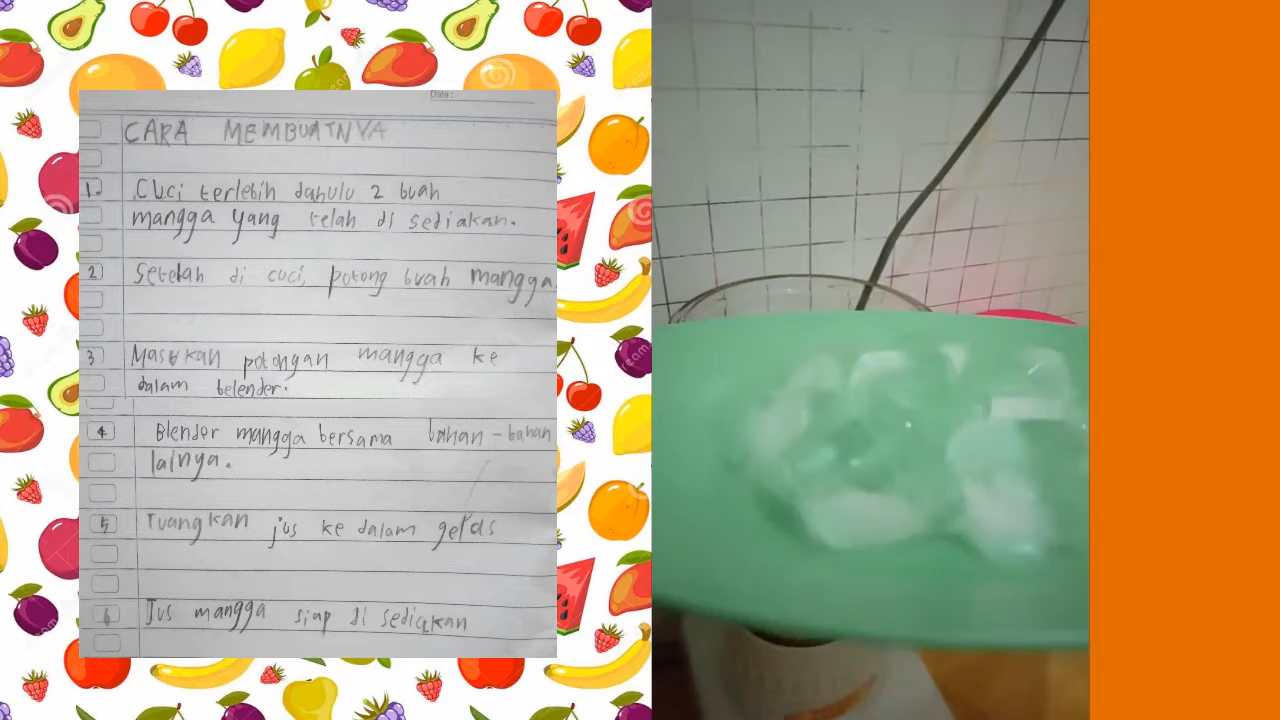 Date:
CARA MEMBUATNYA
1. Cuci terlebih dahulu 2 buah
mangga yang telah di sediakan.
2 Setelah di cuci, potong buah mangga
3 Masukan potongan mangga ke
dalam belender.
4 Blender mangga bersama bahan-bahan
lainya.
5 Tuangkan jus ke dalam gelas
6 Jus mangga siap di sediakan